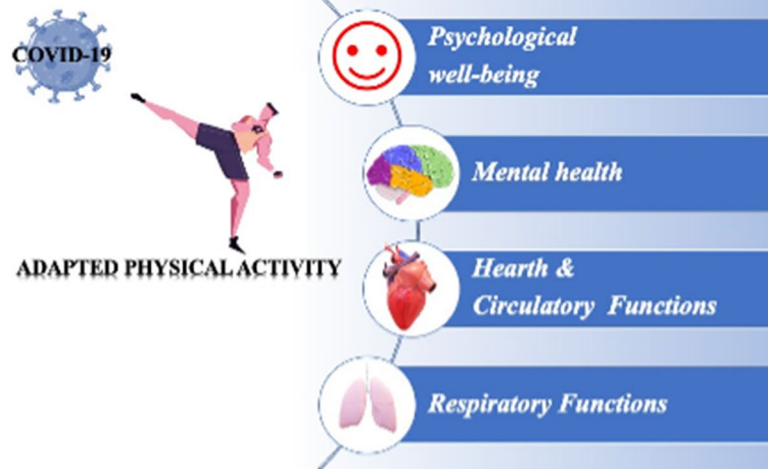 COVID-19
ADAPTED PHYSICAL ACTIVITY
Psychological
well-being
Mental health
Hearth &
Circulatory Functions
Respiratory Functions